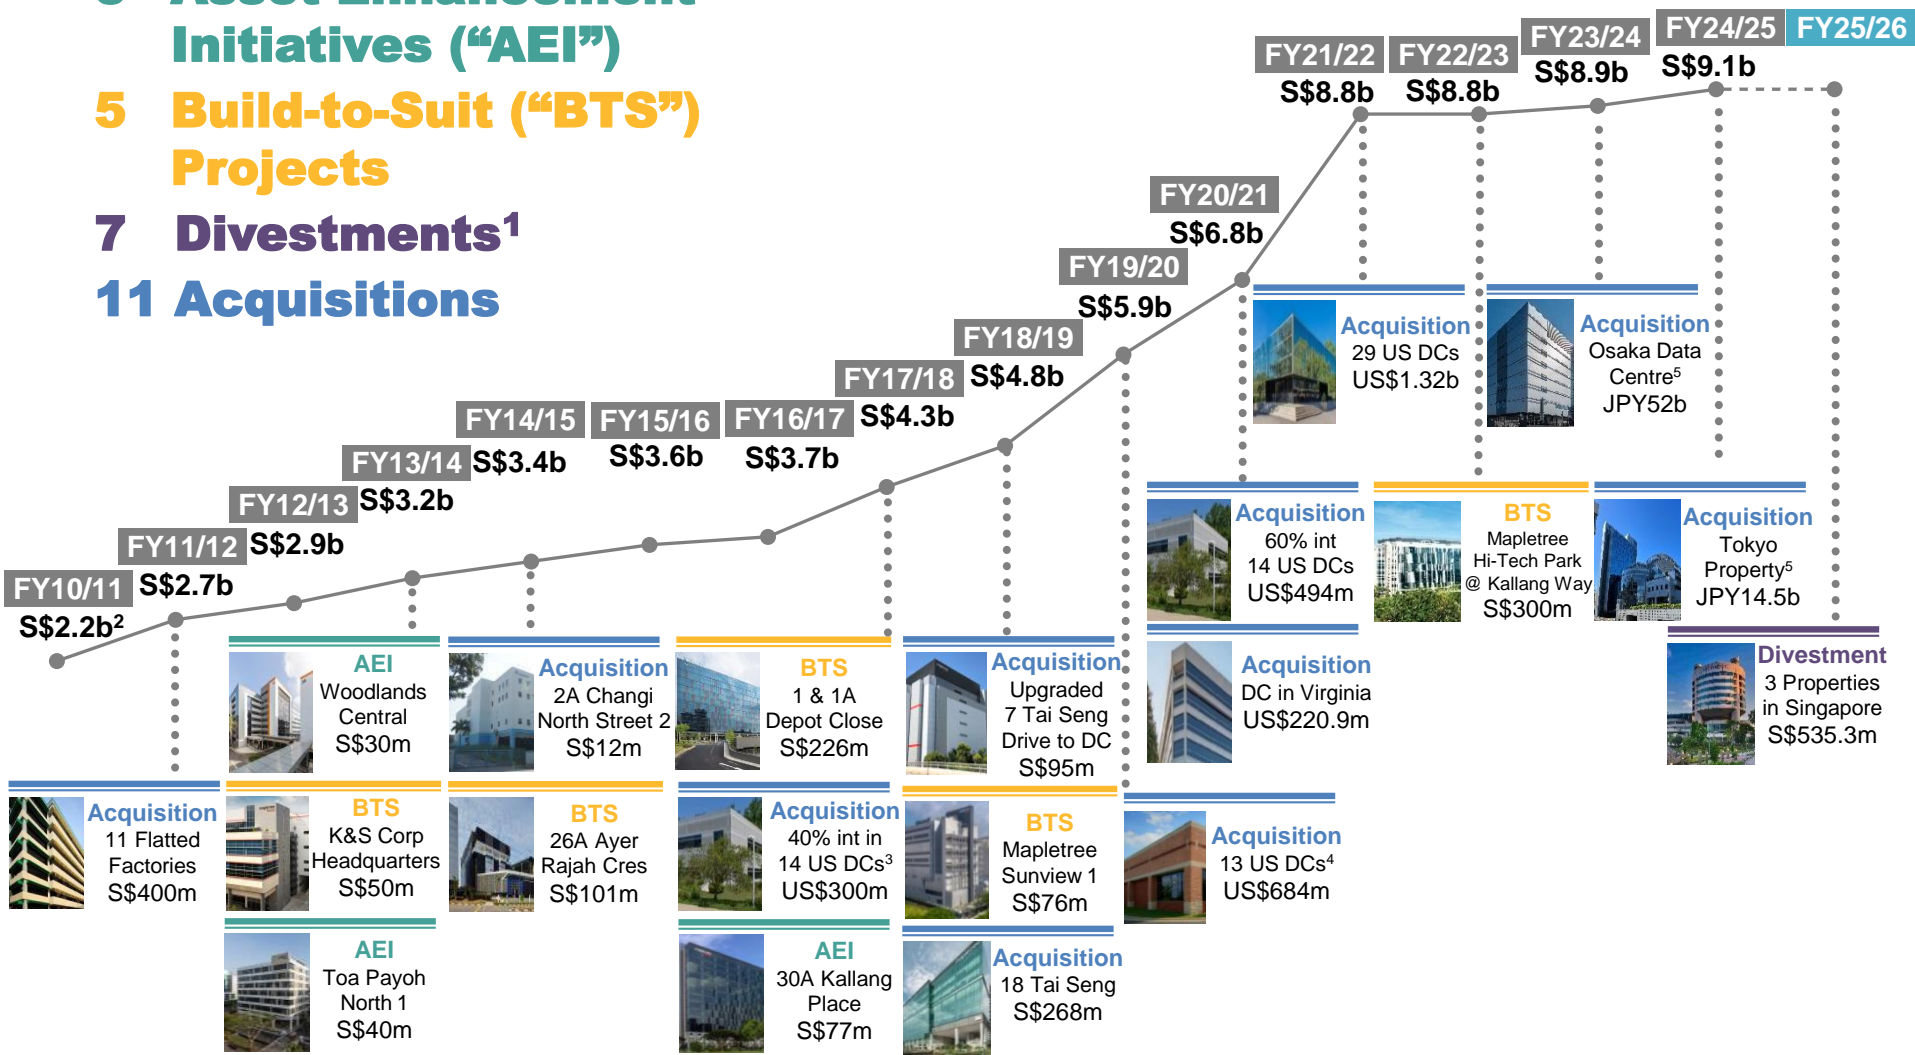 Initiatives (“AEI”)
5 Build-to-Suit (“BTS”)
Projects
7 Divestments¹
11 Acquisitions
FY10/11
S$2.2b²
FY11/12
S$2.7b
FY12/13
S$2.9b
FY13/14
S$3.2b
FY14/15
S$3.4b
FY15/16
S$3.6b
FY16/17
S$3.7b
FY17/18
S$4.3b
FY18/19
S$4.8b
FY19/20
S$5.9b
FY20/21
S$6.8b
FY21/22
S$8.8b
FY22/23
S$8.8b
FY23/24
S$8.9b
FY24/25
S$9.1b
FY25/26
Acquisition
11 Flatted
Factories
S$400m
AEI
Woodlands
Central
S$30m
BTS
K&S Corp
Headquarters
S$50m
AEI
Toa Payoh
North 1
S$40m
Acquisition
2A Changi
North Street 2
S$12m
BTS
26A Ayer
Rajah Cres
S$101m
BTS
1 & 1A
Depot Close
S$226m
Acquisition
40% int in
14 US DCs³
US$300m
AEI
30A Kallang
Place
S$77m
Acquisition
Upgraded
7 Tai Seng
Drive to DC
S$95m
BTS
Mapletree
Sunview 1
S$76m
Acquisition
18 Tai Seng
S$268m
Acquisition
13 US DCs⁴
US$684m
Acquisition
60% int
14 US DCs
US$494m
Acquisition
DC in Virginia
US$220.9m
Acquisition
29 US DCs
US$1.32b
BTS
Mapletree
Hi-Tech Park
@ Kallang Way
S$300m
Acquisition
Osaka Data
Centre⁵
JPY52b
Acquisition
Tokyo
Property⁵
JPY14.5b
Divestment
3 Properties
in Singapore
S$535.3m